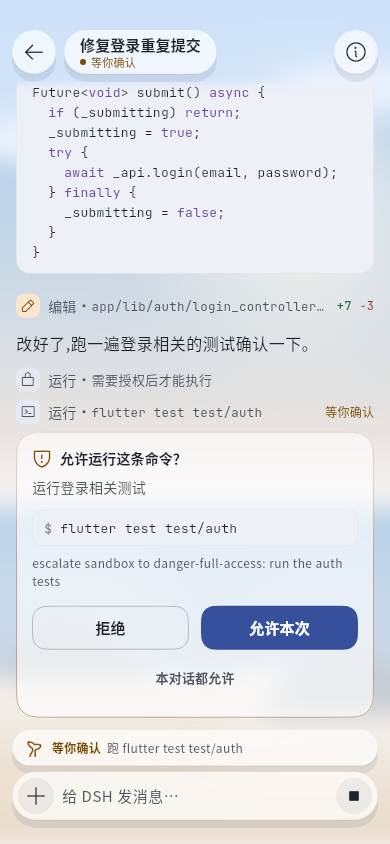 修复登录重复提交
等你确认
Future<void> submit() async {
if (_submitting) return;
_submitting = true;
try {
await _api.login(email, password);
} finally {
_submitting = false;
}
}
编辑 · app/lib/auth/login_controller… +7 -3
改好了,跑一遍登录相关的测试确认一下。
运行 · 需要授权后才能执行
运行 · flutter test test/auth 等你确认
允许运行这条命令?
运行登录相关测试
$ flutter test test/auth
escalate sandbox to danger-full-access: run the auth
tests
拒绝 允许本次
本对话都允许
等你确认 跑 flutter test test/auth
给 DSH 发消息…